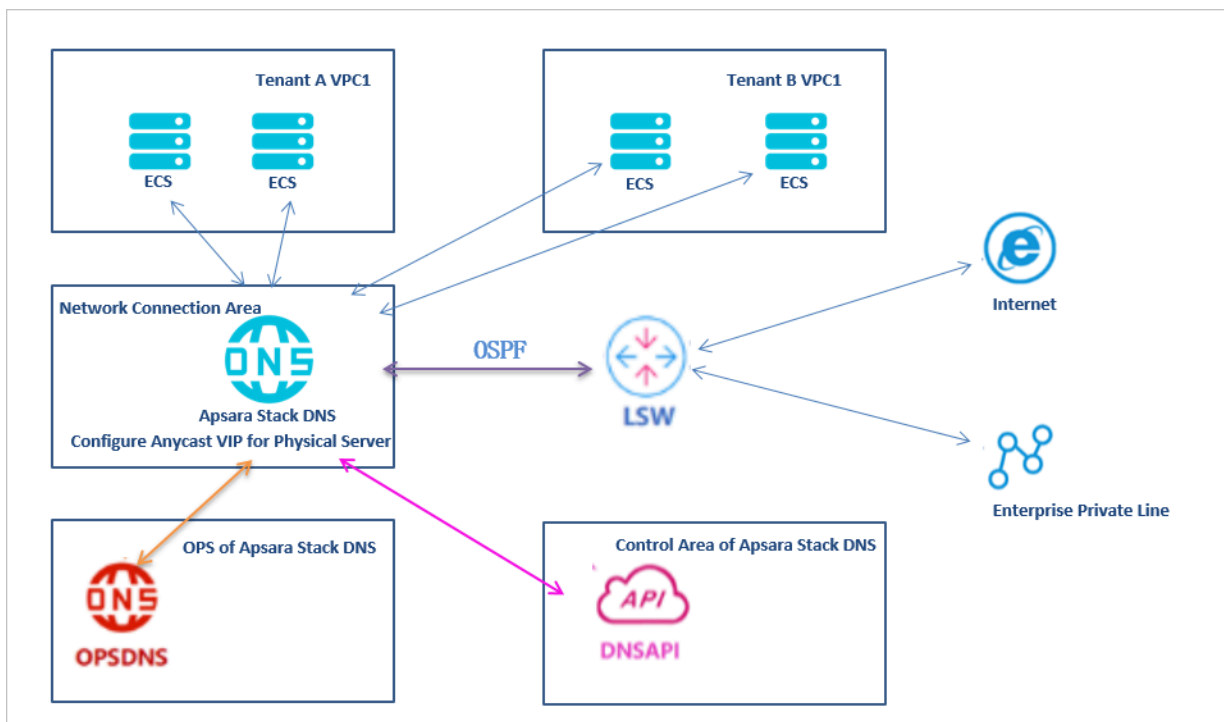 Tenant A VPC1
ECS
ECS
Tenant B VPC1
ECS
ECS
Network Connection Area
DNS
Apsara Stack DNS
Configure Anycast VIP for Physical Server
OSPF
LSW
Internet
Enterprise Private Line
OPS of Apsara Stack DNS
DNS
OPSDNS
Control Area of Apsara Stack DNS
API
DNSAPI